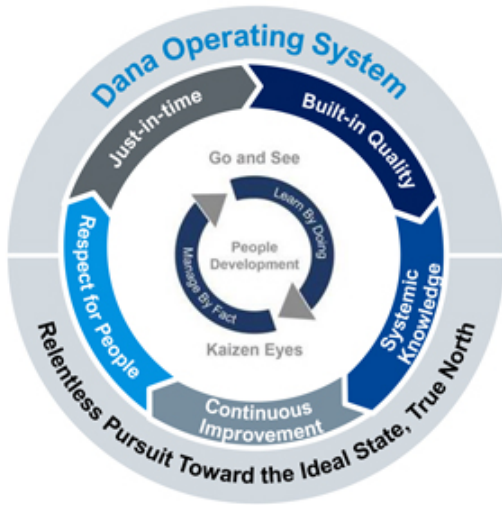 Dana Operating System
Just-in-time
Built-in Quality
Go and See
Learn By Doing
People
Development
Manage By Fact
Kaizen Eyes
Respect for People
Systemic
Knowledge
Continuous
Improvement
Relentless Pursuit Toward the Ideal State, True North